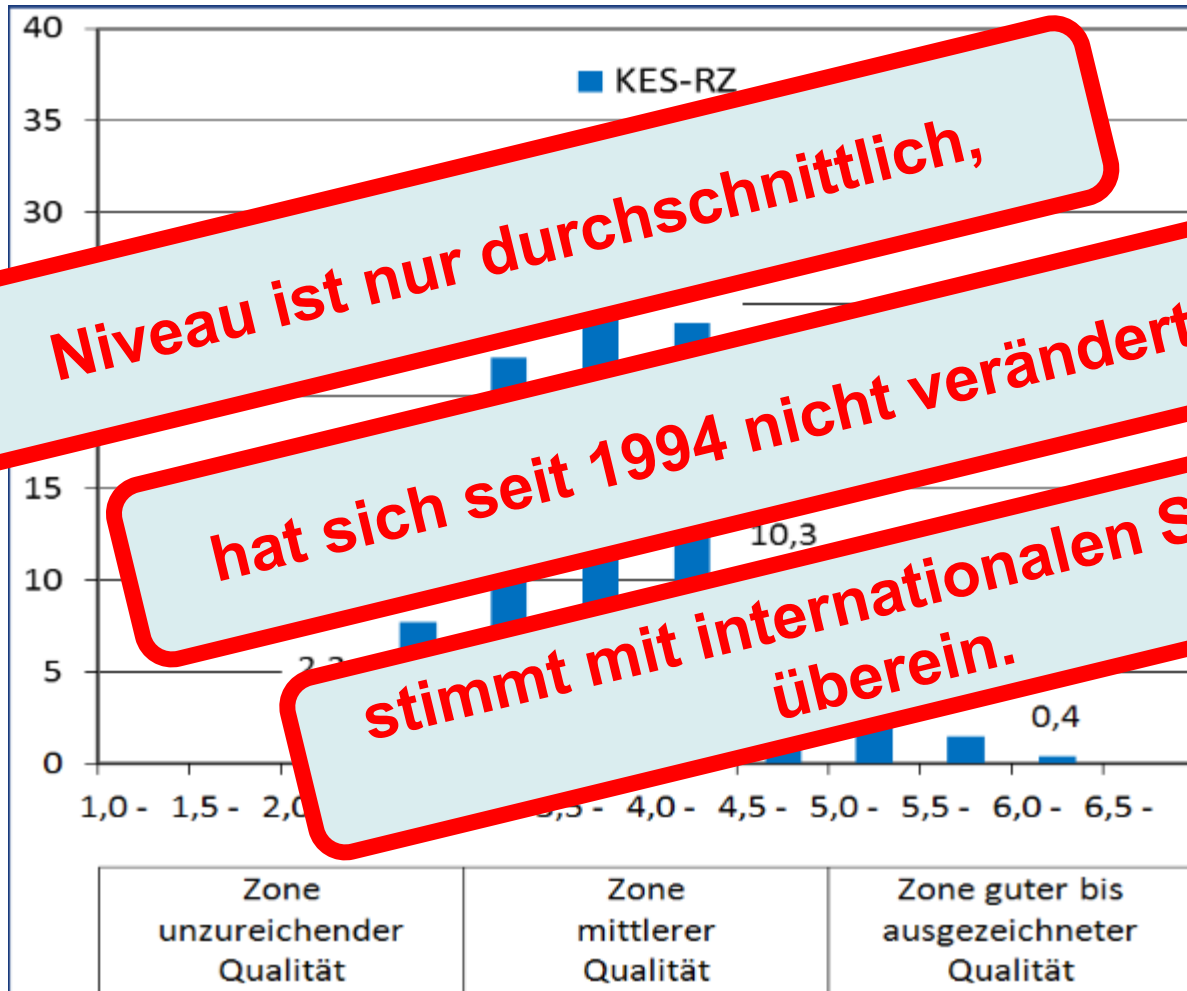 40
KES-RZ
35
30
Niveau ist nur durchschnittlich,
hat sich seit 1994 nicht verändert
15
10,3
10
stimmt mit internationalen
überein.
5
0,4
0
1,0 - 1,5 - 4,0 - 4,5 - 5,0 - 5,5 - 6,0 - 6,5 -
Zone
unzureichender
Qualität
Zone
mittlerer
Qualität
Zone guter bis
ausgezeichneter
Qualität